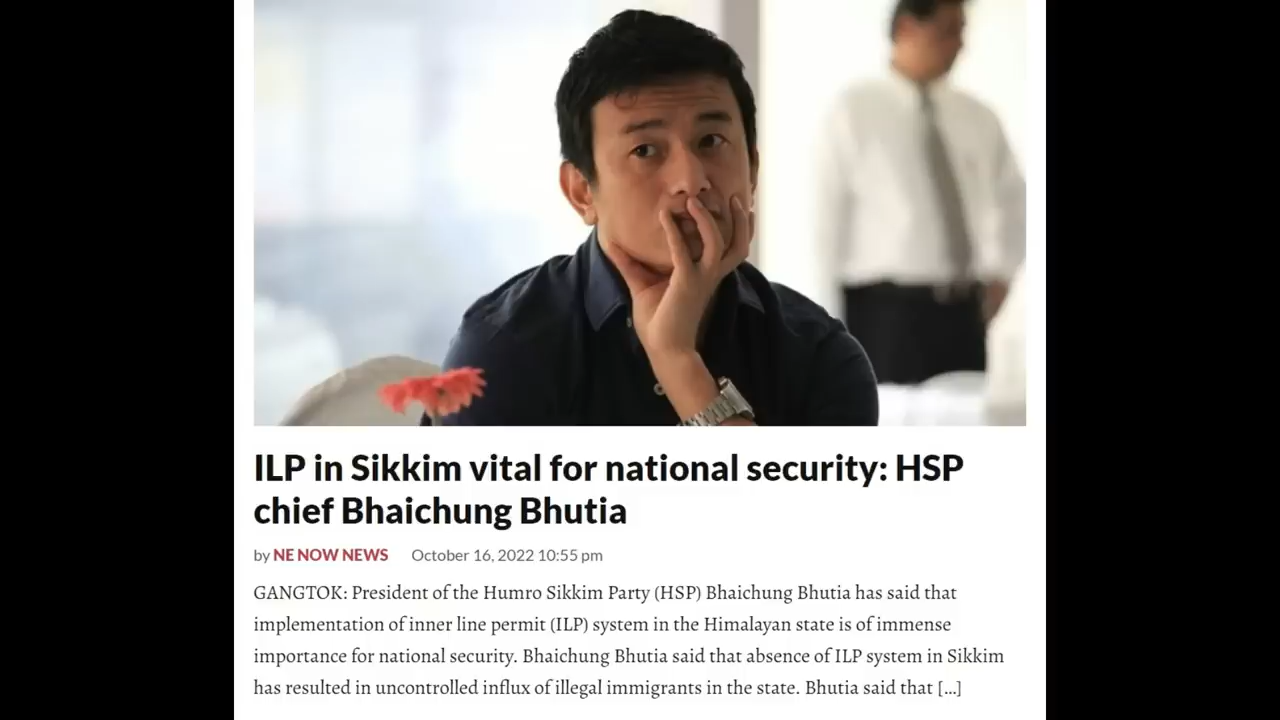 ILP in Sikkim vital for national security: HSP
chief Bhaichung Bhutia
by NE NOW NEWS October 16, 2022 10:55 pm
GANGTOK: President of the Humro Sikkim Party (HSP) Bhaichung Bhutia has said that
implementation of inner line permit (ILP) system in the Himalayan state is of immense
importance for national security. Bhaichung Bhutia said that absence of ILP system in Sikkim
has resulted in uncontrolled influx of illegal immigrants in the state. Bhutia said that […]